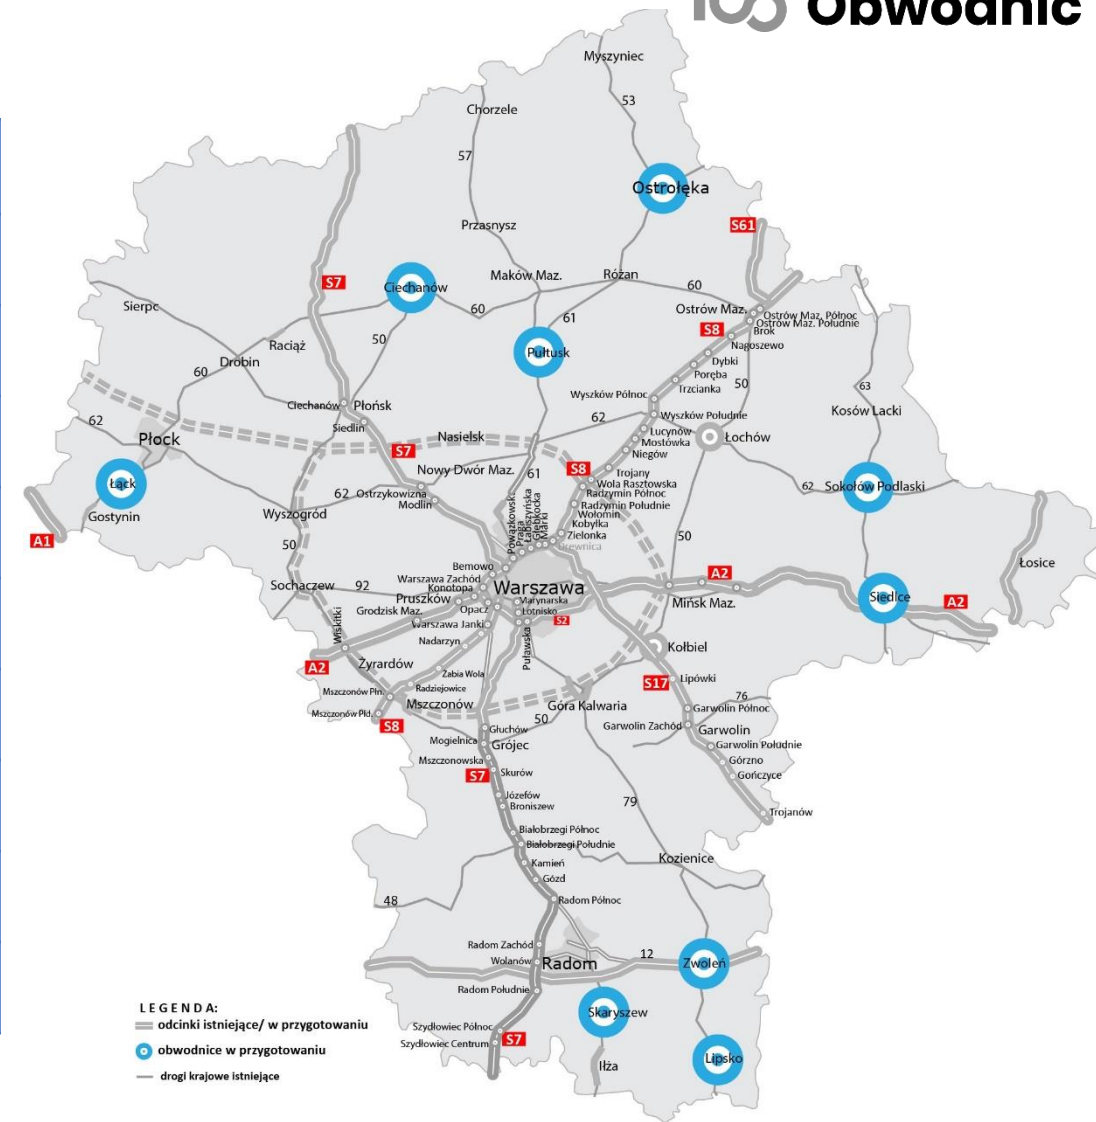 100 Obwodnic
Myszyniec
53
Chorzele
57
Ostrołęka
Przasnysz
S61
S7
Ciechanów
Maków Maz.
Różan
60
60
Sierpc
Ostrów Maz.
Ostrów Maz. Północ
Ostrów Maz. Południe
Brok
61
S8
50
Raciąż
Pułtusk
Nagoszewo
Dybki
Drobin
60
Poręba
Trzcianka
50
63
Wyszków Północ
Ciechanów
Płońsk
Kosów Lacki
62
Wyszków Południe
62
Siedlin
Lucynów
Łochów
Płock
Nasielsk
Mostówka
Niegów
S7
S8
Trojany
Nowy Dwór Maz.
61
Łąck
Wola Rasztowska
62
Sokołów Podlaski
62
Ostrzykowizna
Radzymin Północ
Modlin
Radzymin Południe
Gostynin
Wyszogród
Wołomin
Kobyłka
Zielonka
Drewnica
Powązkowska
Praga
Łabiszyńska
Głębocka
Marki
A1
50
50
Bemowo
Łosice
Warszawa Zachód
A2
Sochaczew
92
Konotopa
Warszawa
Pruszków
Mińsk Maz.
Siedlce
A2
Marynarska
Grodzisk Maz.
Opacz
Lotnisko
Warszawa Janki
S2
Wiskitki
Nadarzyn
Puławska
Kołbiel
A2
Żyrardów
Żabia Wola
Lipówki
S17
Mszczonów Płn.
Radziejowice
76
Mszczonów
Góra Kalwaria
Garwolin Północ
Mszczonów Płd.
50
S8
Garwolin Zachód
Garwolin
Głuchów
Mogielnica
Grójec
Garwolin Południe
Mszczonowska
Górzno
S7
Skurów
Gończyce
Józefów
79
Broniszew
Trojanów
Białobrzegi Północ
Białobrzegi Południe
Kozienice
Kamień
Gózd
48
Radom Północ
Radom Zachód
12
Wolanów
Radom
Zwoleń
Radom Południe
LEGENDA:
odcinki istniejące/ w przygotowaniu
obwodnice w przygotowaniu
drogi krajowe istniejące
Skaryszew
Szydłowiec Północ
S7
Szydłowiec Centrum
Lipsko
Iłża